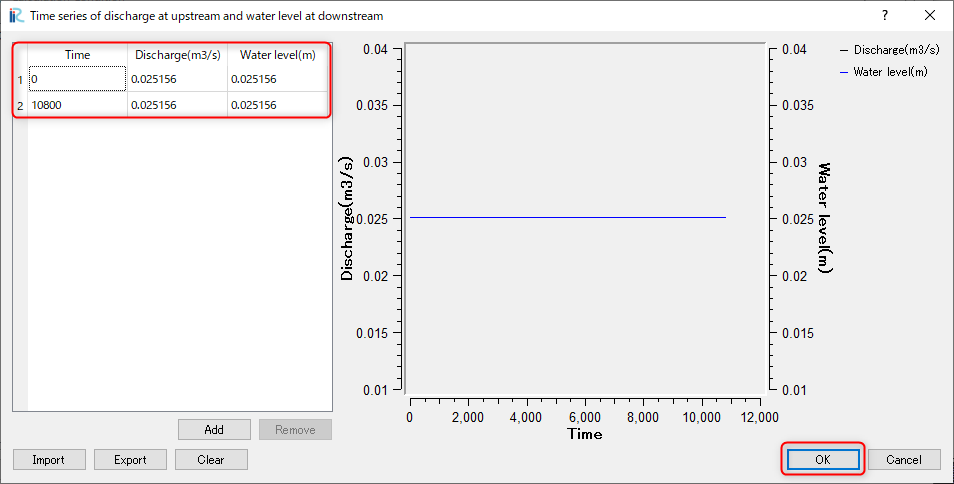 Time series of discharge at upstream and water level at downstream
?
Time Discharge(m3/s) Water level(m)
1 0 0.025156 0.025156
2 10800 0.025156 0.025156
Add
Remove
Import
Export
Clear
Discharge(m3/s)
0.04
0.035
0.03
0.025
0.02
0.015
0.01
0 2,000 4,000 6,000 8,000 10,000 12,000
Time
0.04
0.035
0.03
0.025
0.02
0.015
0.01
Water level(m)
Discharge(m3/s)
Water level(m)
OK
Cancel